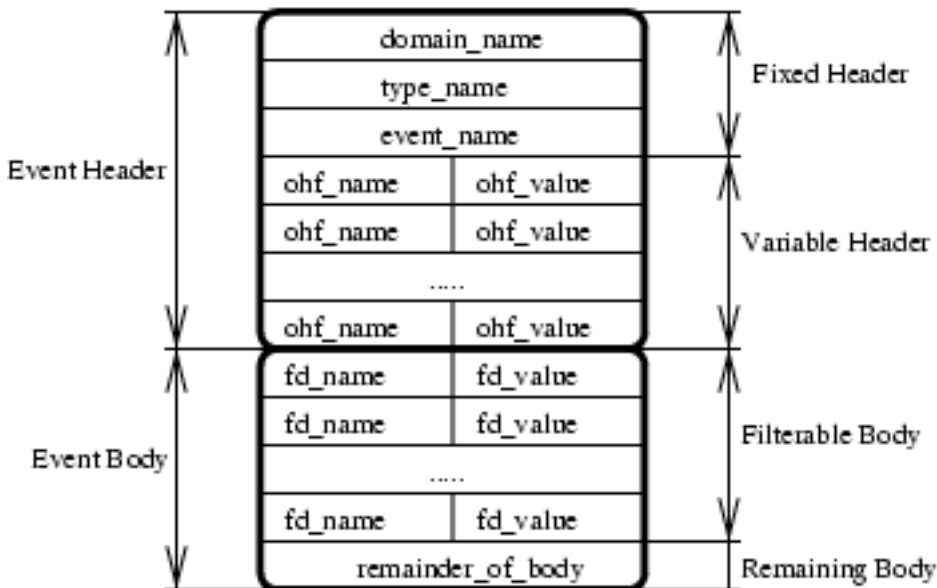 domain_name
Fixed Header
type_name
event_name
Event Header
ohf_name ohf_value
ohf_name ohf_value
Variable Header
.....
ohf_name ohf_value
fd_name fd_value
fd_name fd_value
Filterable Body
Event Body
.....
fd_name fd_value
remainder_of_body
Remaining Body